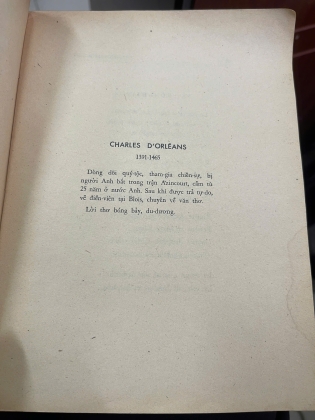 CHARLES D'ORLÉANS
1391-1465
Dòng dõi quý-tộc, tham-gia chiến-sự, bị
người Anh bắt trong trận Azincourt, cầm tù
25 năm ở nước Anh. Sau khi được trả tự-do,
về điền-viên tại Blois, chuyên về văn thơ.
Lời thơ bóng bảy, du-dương.